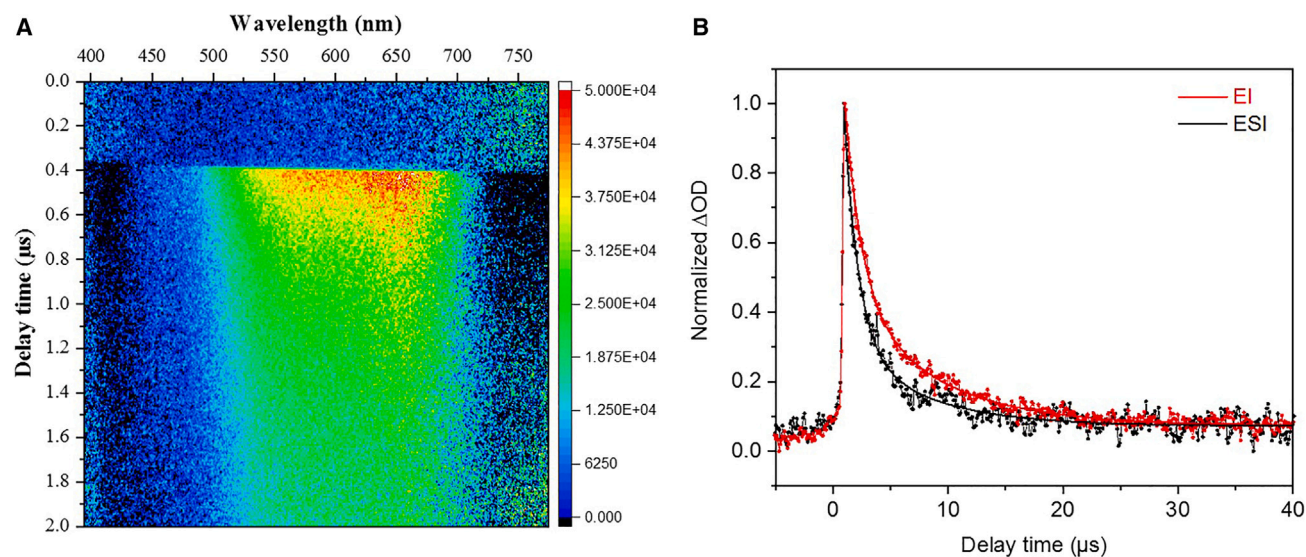 A
Wavelength (nm)
400 450 500 550 600 650 700 750
Delay time (µs)
0.0
0.2
0.4
0.6
0.8
1.0
1.2
1.4
1.6
1.8
2.0
5.000E+04
4.375E+04
3.750E+04
3.125E+04
2.500E+04
1.875E+04
1.250E+04
6250
0.000
B
Normalized ΔOD
1.0
0.8
0.6
0.4
0.2
0.0
EI
ESI
0 10 20 30 40
Delay time (µs)